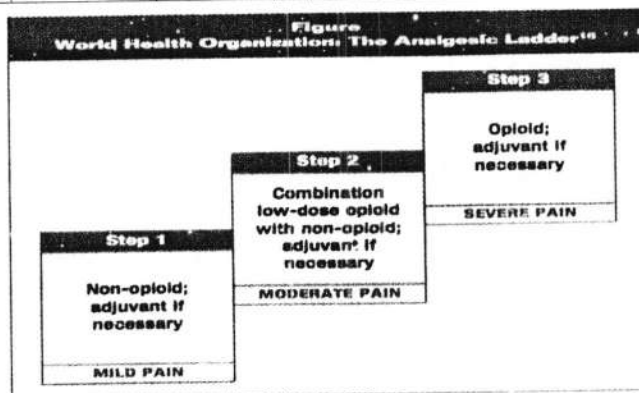 Figure
World Health Organization: The Analgesic Ladder¹⁶
Step 3
Opioid;
adjuvant if
necessary
SEVERE PAIN
Step 2
Combination
low-dose opioid
with non-opioid;
adjuvant if
necessary
MODERATE PAIN
Step 1
Non-opioid;
adjuvant if
necessary
MILD PAIN